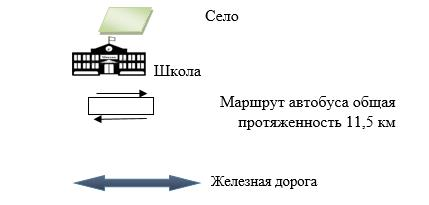 Село
Школа
Маршрут автобуса общая
протяженность 11,5 км
Железная дорога